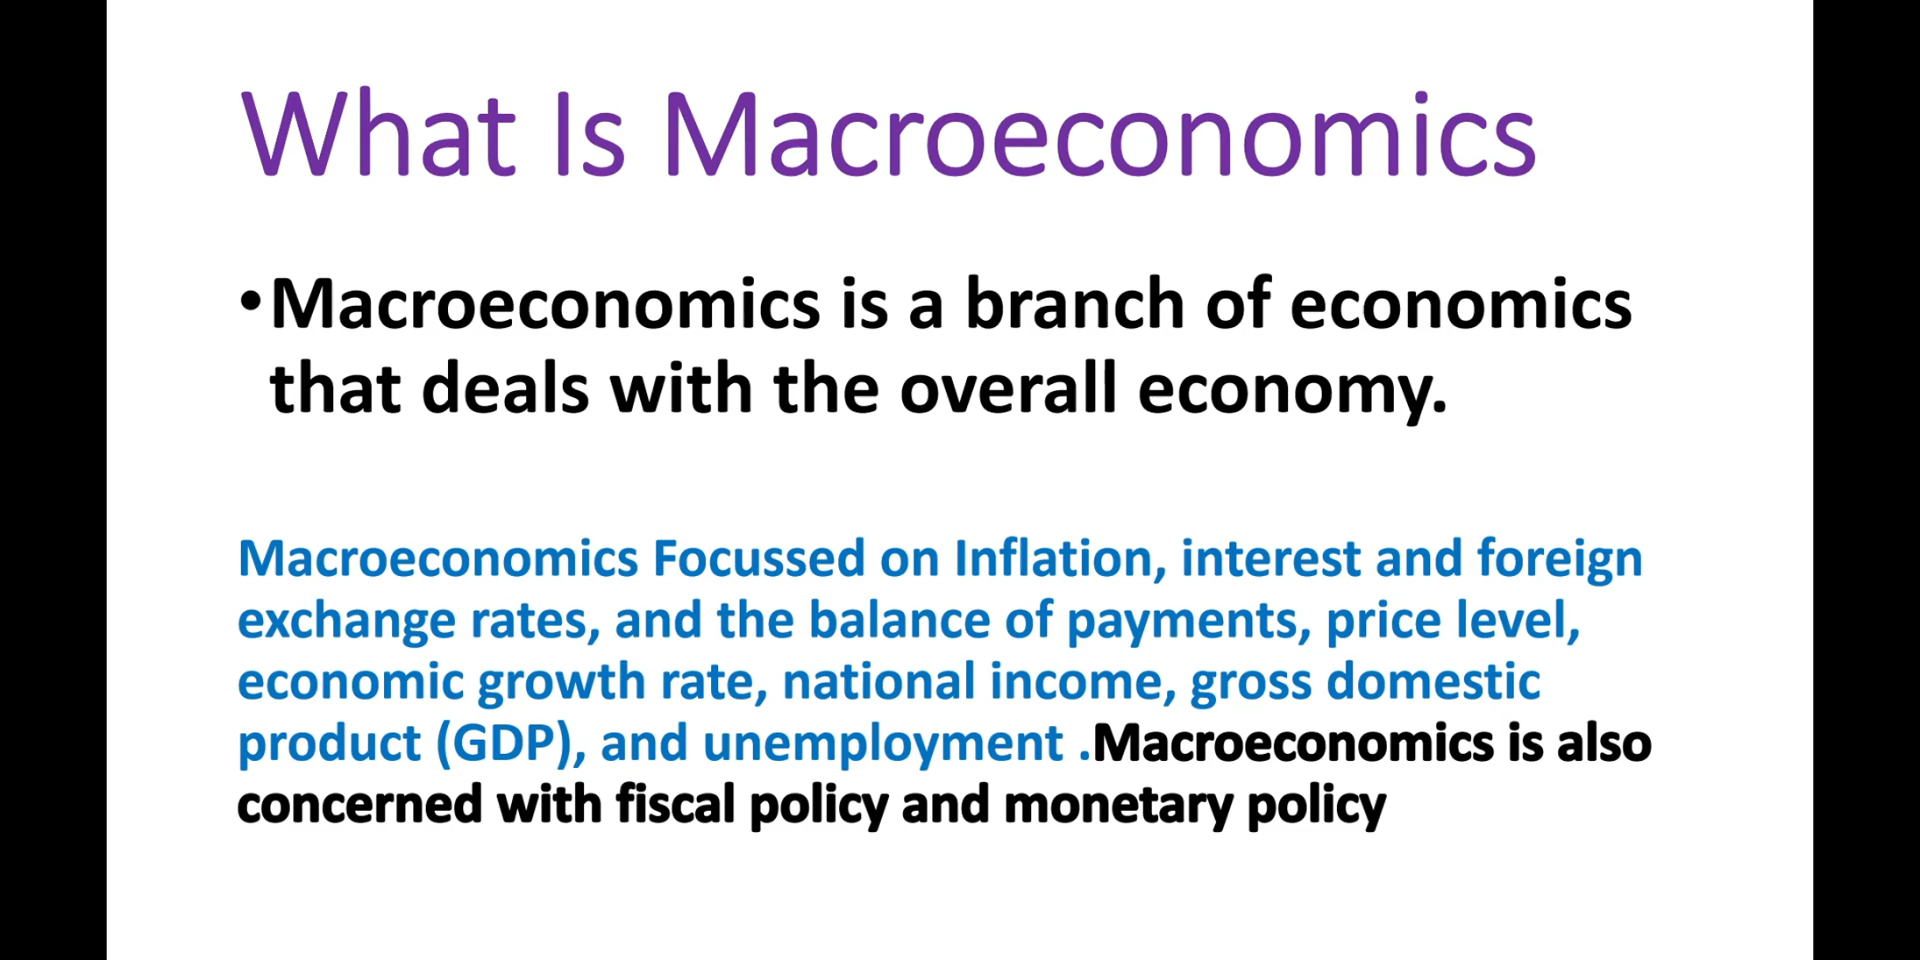 What Is Macroeconomics
•Macroeconomics is a branch of economics
that deals with the overall economy.
Macroeconomics Focussed on Inflation, interest and foreign
exchange rates, and the balance of payments, price level,
economic growth rate, national income, gross domestic
product (GDP), and unemployment .Macroeconomics is also
concerned with fiscal policy and monetary policy